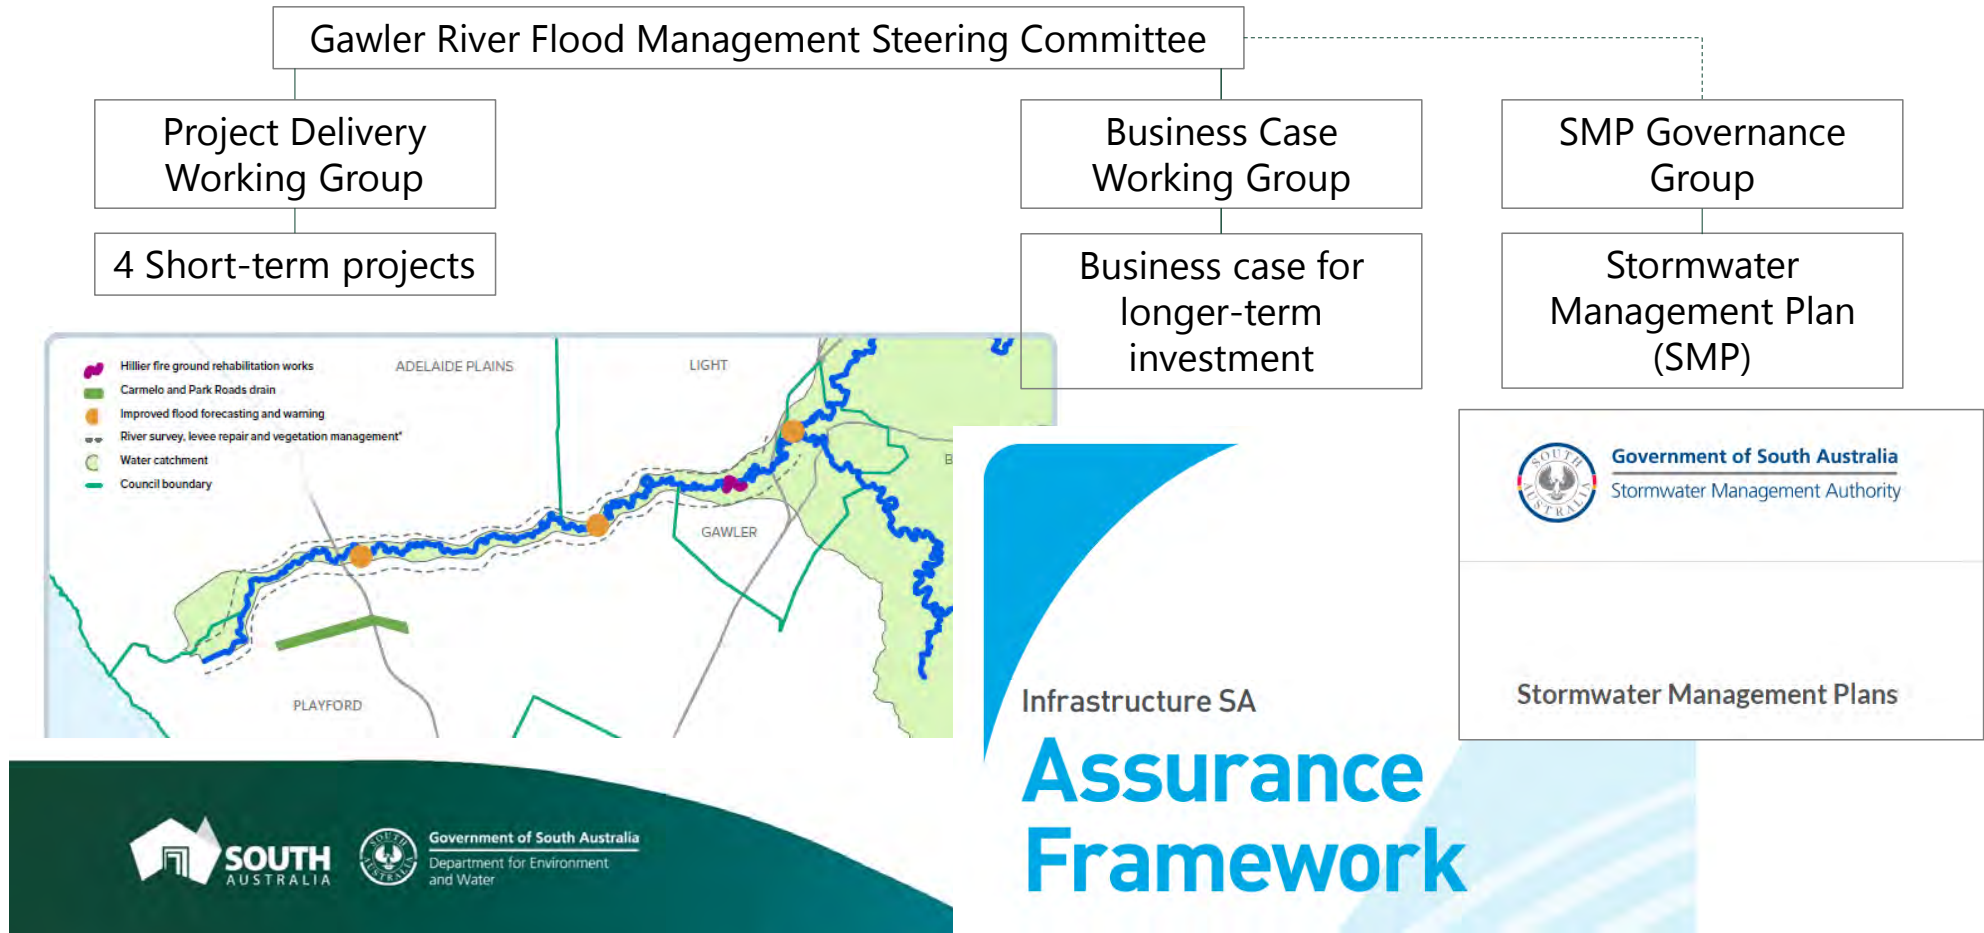 Gawler River Flood Management Steering Committee
Project Delivery
Working Group
4 Short-term projects
Business Case
Working Group
Business case for
longer-term
investment
SMP Governance
Group
Stormwater
Management Plan
(SMP)
Hillier fire ground rehabilitation works
Carmelo and Park Roads drain
Improved flood forecasting and warning
River survey, levee repair and vegetation management*
Water catchment
Council boundary
ADELAIDE PLAINS
LIGHT
B
GAWLER
PLAYFORD
SOUTH
AUSTRALIA
SOUTH
AUSTRALIA
Government of South Australia
Department for Environment
and Water
Infrastructure SA
Assurance
Framework
SOUTH
AUSTRALIA
Government of South Australia
Stormwater Management Authority
Stormwater Management Plans